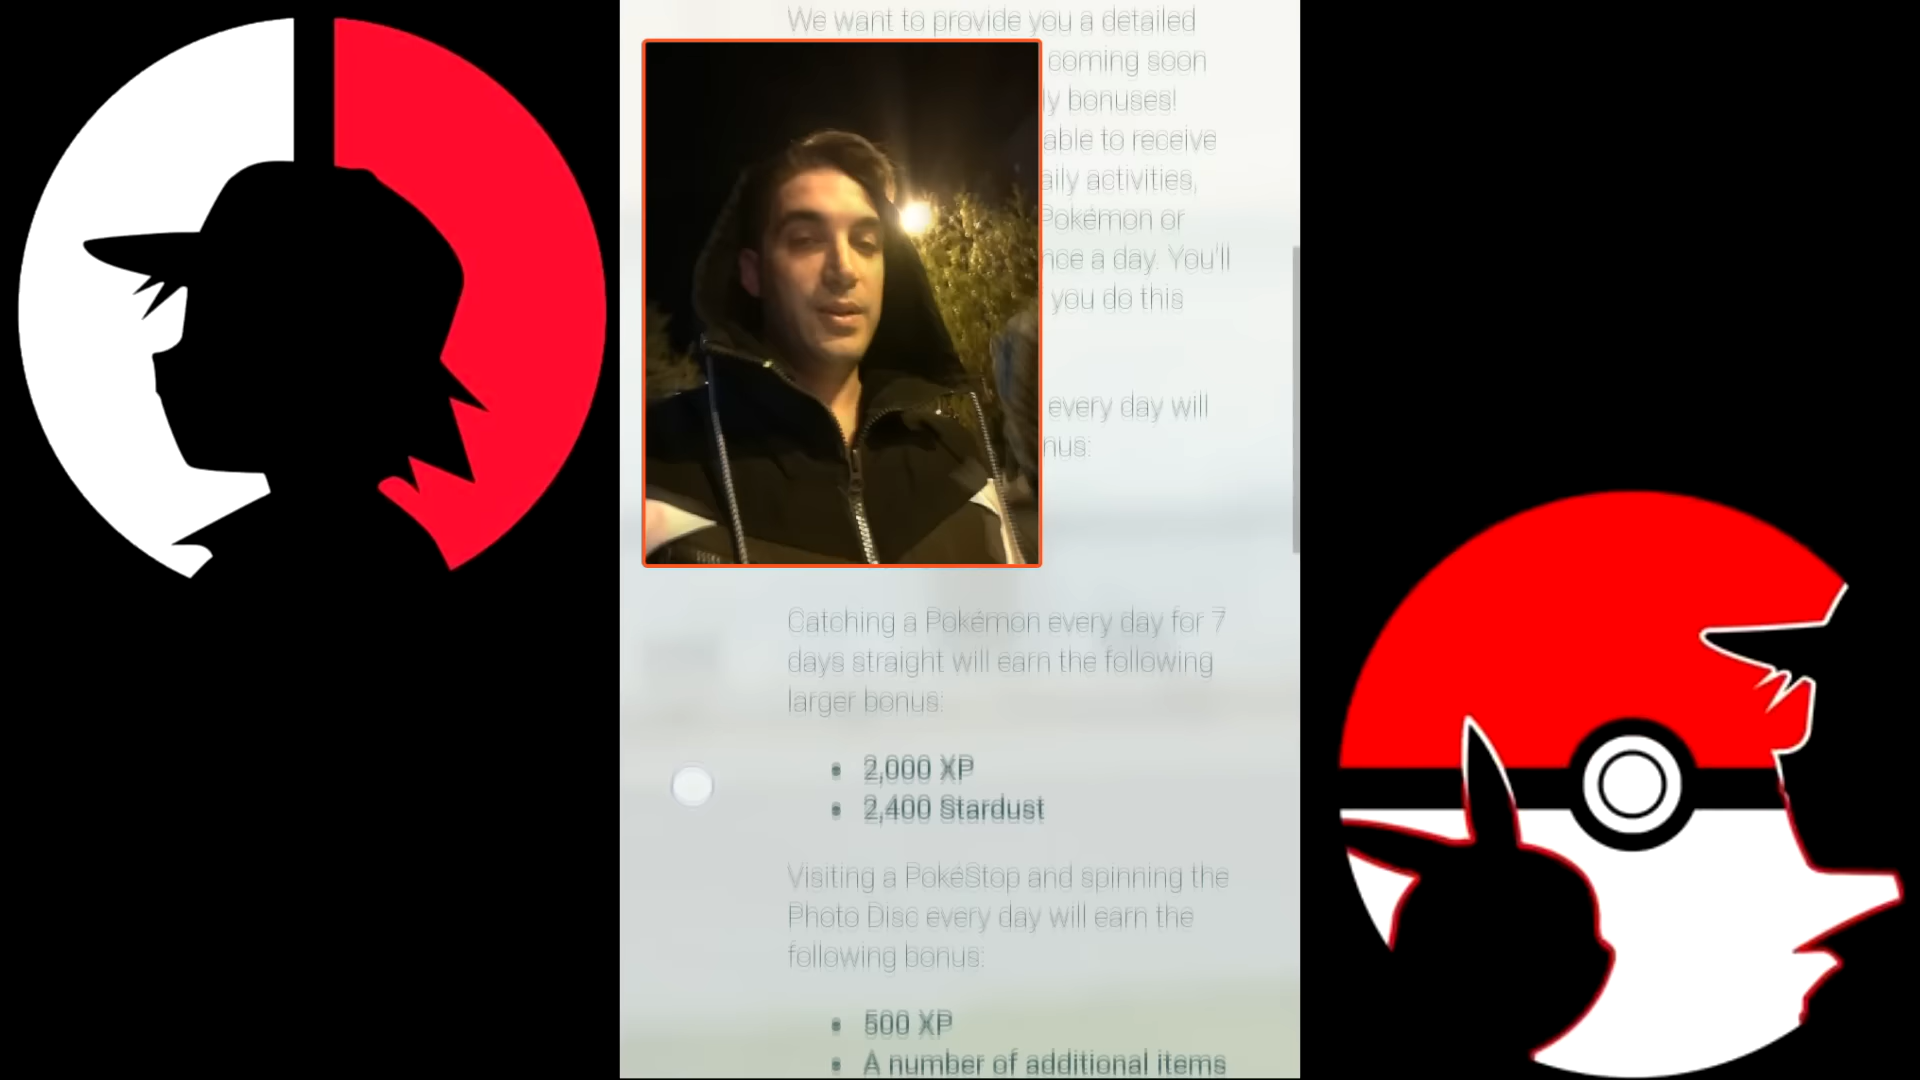 We want to provide you a detailed
coming soon
bonuses!
able to receive
activities,
Pokémon or
a day. You'll
you do this
every day will
Catching a Pokémon every day for 7
days straight will earn the following
larger bonus:
• 2,000 XP
• 2,400 Stardust
Visiting a PokéStop and spinning the
Photo Disc every day will earn the
following bonus:
• 500 XP
• A number of additional items